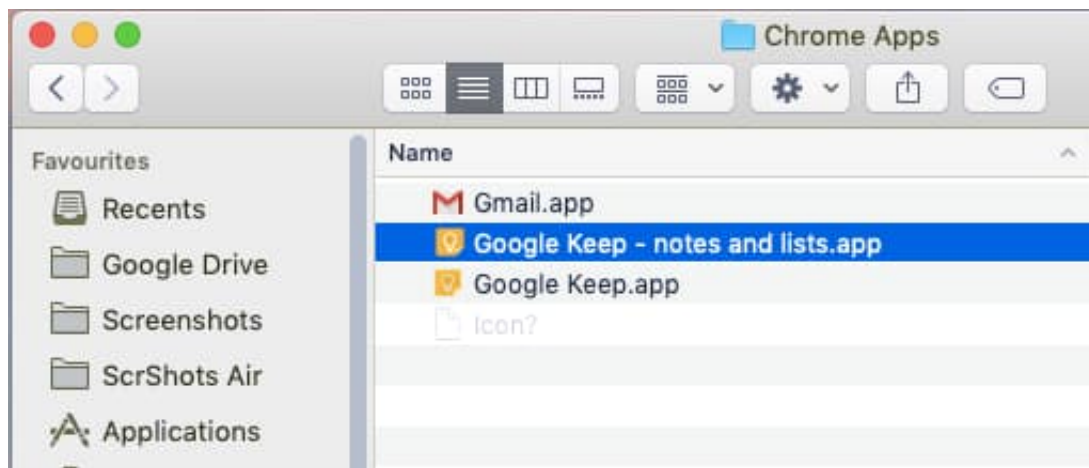 Chrome Apps
Favourites
Recents
Google Drive
Screenshots
ScrShots Air
Applications
Name
Gmail.app
Google Keep - notes and lists.app
Google Keep.app
Icon?